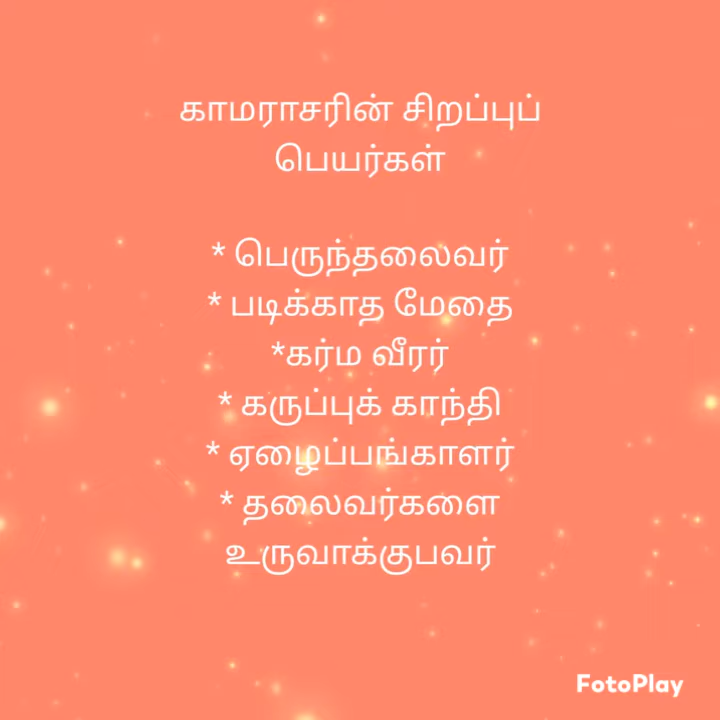 காமராசரின் சிறப்புப்
பெயர்கள்
* பெருந்தலைவர்
* படிக்காத மேதை
*கர்ம வீரர்
* கருப்புக் காந்தி
* ஏழைப்பங்காளர்
* தலைவர்களை
உருவாக்குபவர்
FotoPlay